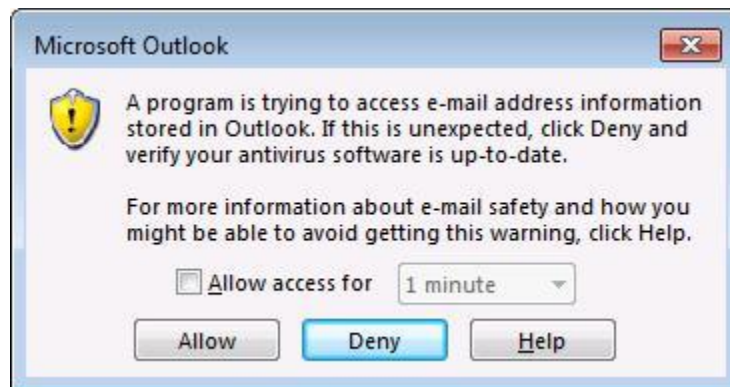 Microsoft Outlook
A program is trying to access e-mail address information
stored in Outlook. If this is unexpected, click Deny and
verify your antivirus software is up-to-date.
For more information about e-mail safety and how you
might be able to avoid getting this warning, click Help.
Allow access for 1 minute
Allow Deny Help